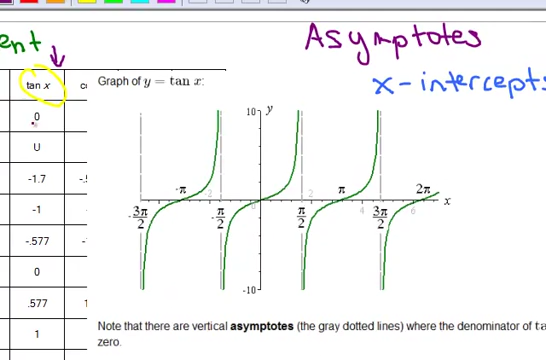 ent
Asymptotes
x-intercepts
tan x
0
U
-1.7
-1
-.577
0
.577
1
Graph of y = tan x:
10
y
-π
π
2π
x
-3π/2
-π/2
π/2
3π/2
-2
0
2
4
6
-10
Note that there are vertical asymptotes (the gray dotted lines) where the denominator of ta
zero.